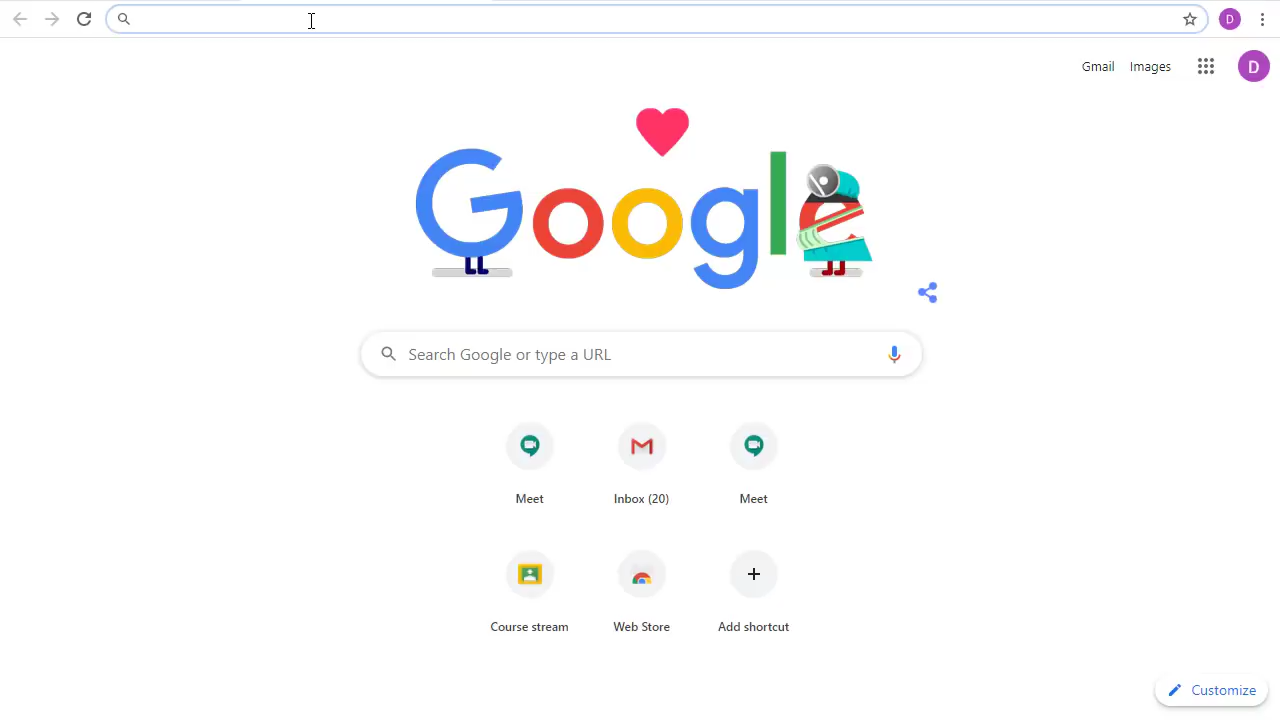 D
Gmail Images D
Google
Search Google or type a URL
Meet Inbox (20) Meet
Course stream Web Store Add shortcut
Customize